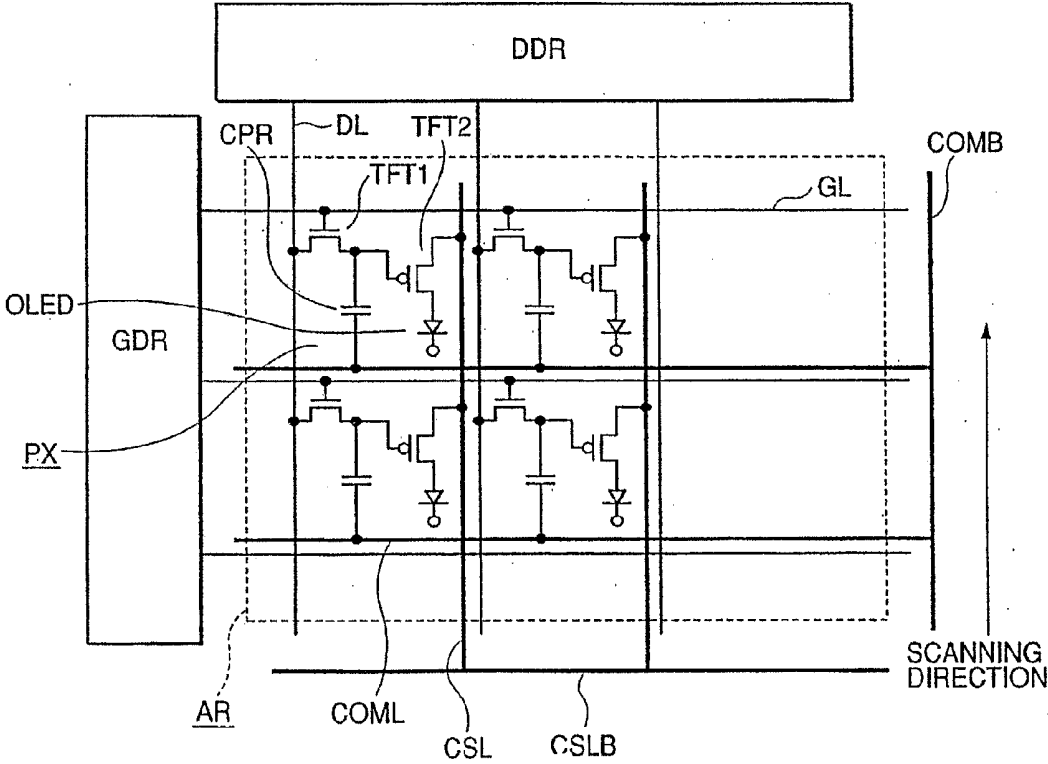 DDR
CPR
DL
TFT2
COMB
TFT1
GL
OLED
GDR
PX
SCANNING
DIRECTION
AR
COML
CSL
CSLB